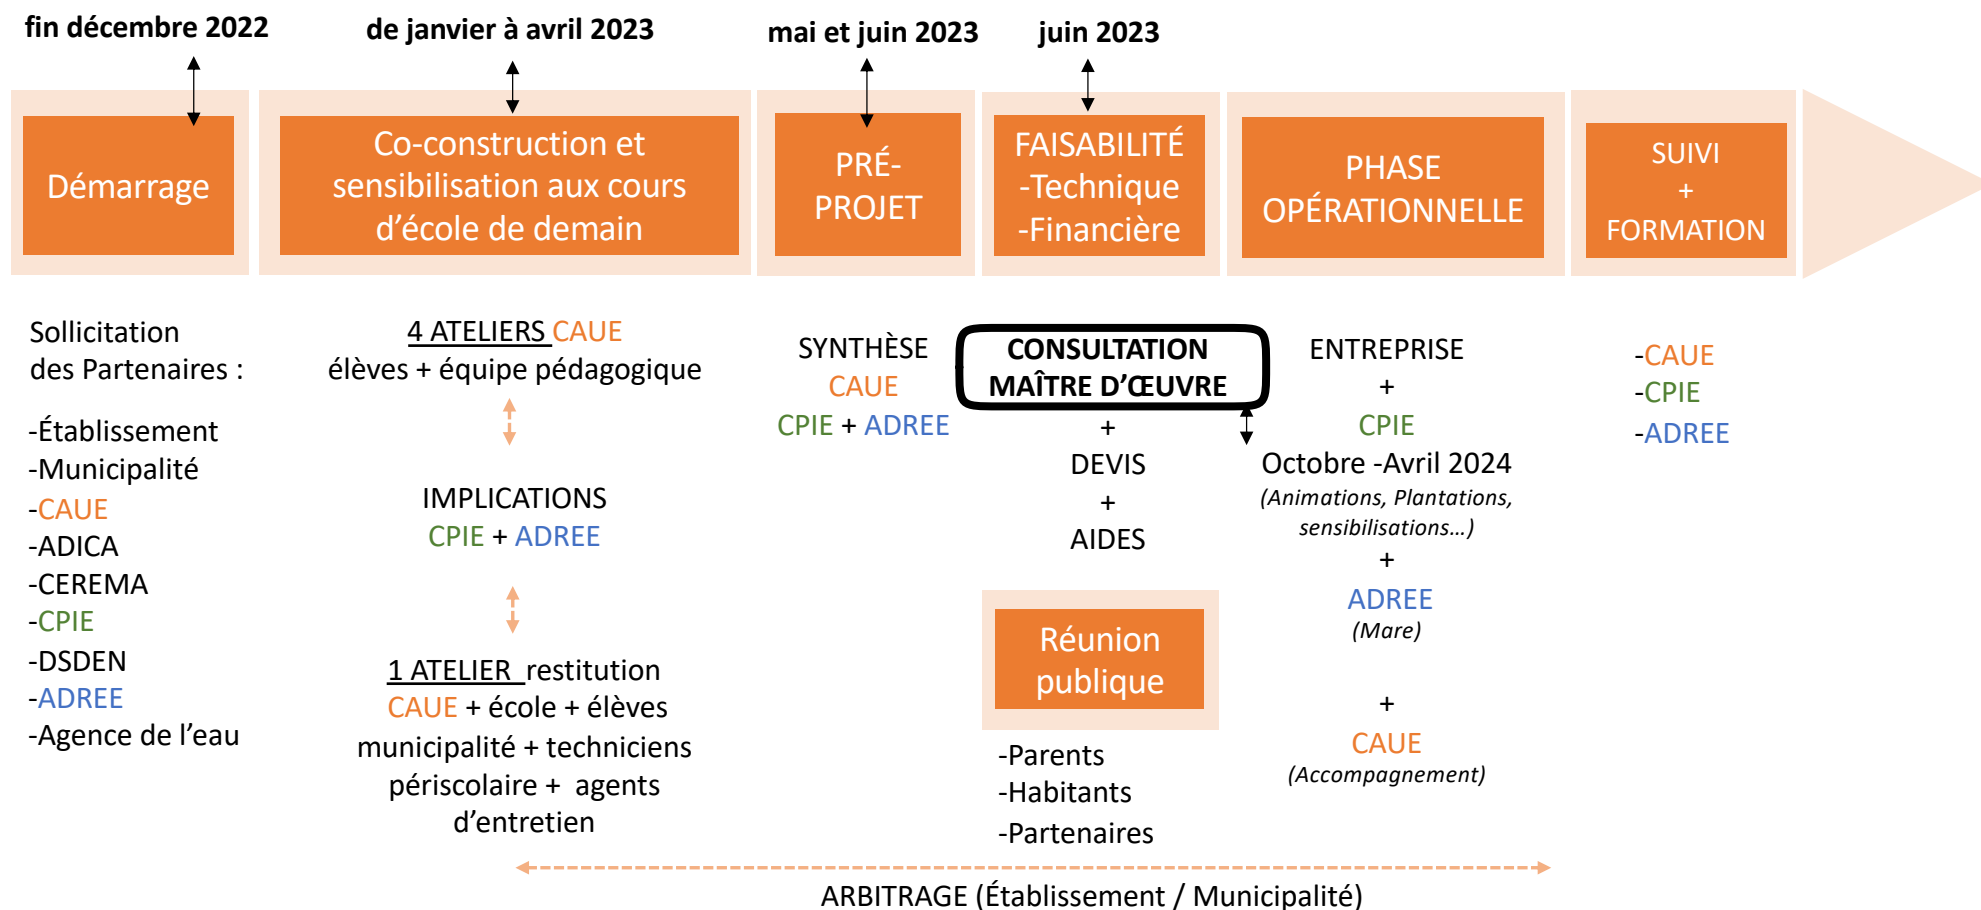 fin décembre 2022
de janvier à avril 2023
mai et juin 2023
juin 2023
Démarrage
Co-construction et
sensibilisation aux cours
d’école de demain
PRÉ-
PROJET
FAISABILITÉ
-Technique
-Financière
PHASE
OPÉRATIONNELLE
SUIVI
+
FORMATION
Sollicitation
des Partenaires :
-Établissement
-Municipalité
-CAUE
-ADICA
-CEREMA
-CPIE
-DSDEN
-ADREE
-Agence de l’eau
4 ATELIERS CAUE
élèves + équipe pédagogique
IMPLICATIONS
CPIE + ADREE
1 ATELIER restitution
CAUE + école + élèves
municipalité + techniciens
périscolaire + agents
d’entretien
SYNTHÈSE
CAUE
CPIE + ADREE
CONSULTATION
MAÎTRE D’ŒUVRE
+
DEVIS
+
AIDES
Réunion
publique
-Parents
-Habitants
-Partenaires
ENTREPRISE
+
CPIE
Octobre -Avril 2024
(Animations, Plantations,
sensibilisations…)
+
ADREE
(Mare)
+
CAUE
(Accompagnement)
-CAUE
-CPIE
-ADREE
ARBITRAGE (Établissement / Municipalité)